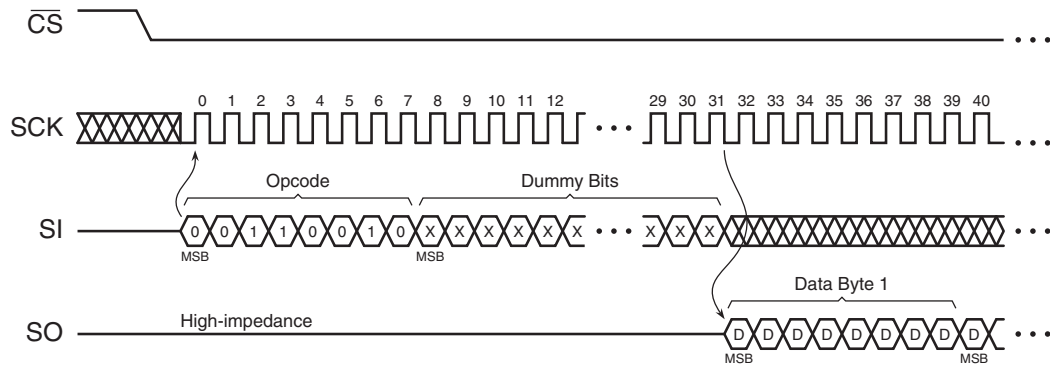 CS
0 1 2 3 4 5 6 7 8 9 10 11 12 29 30 31 32 33 34 35 36 37 38 39 40
SCK
Opcode Dummy Bits
SI 0 0 1 1 0 0 1 0 X X X X X X X X X
MSB MSB
Data Byte 1
High-impedance
SO D D D D D D D D D
MSB MSB